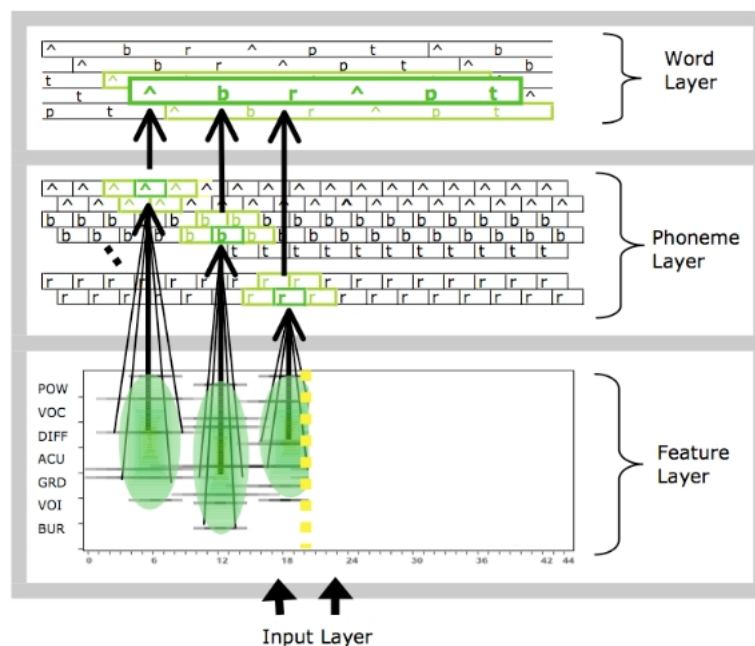 ^ b r ^ p t ^ b
^ b r ^ p t ^ b
t ^
t ^ b r ^ p t ^
p t ^ b r ^ p t
Word
Layer
^ ^ ^ ^ ^ ^ ^ ^ ^ ^ ^ ^ ^ ^ ^ ^ ^
^ ^ ^ ^ ^ ^ ^ ^ ^ ^ ^ ^ ^ ^ ^ ^ ^
b b b b b b b b b b b b b b b b b
b b b b b b b b b b b b b b b b b
t t t t t t t t t t t
r r r r r r r r r r r r r r r r r
r r r r r r r r r r r r r r r r r
Phoneme
Layer
POW
VOC
DIFF
ACU
GRD
VOI
BUR
0 6 12 18 24 30 36 42 44
Feature
Layer
Input Layer